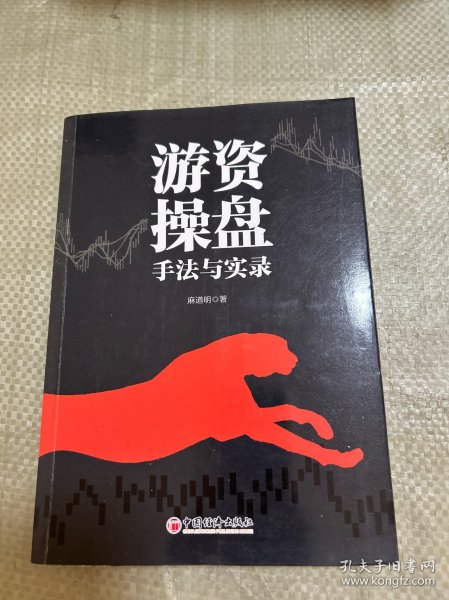 游资
操盘
手法与实录
麻道明◎著
中国经济出版社
孔夫子旧书网
www.kongfz.com